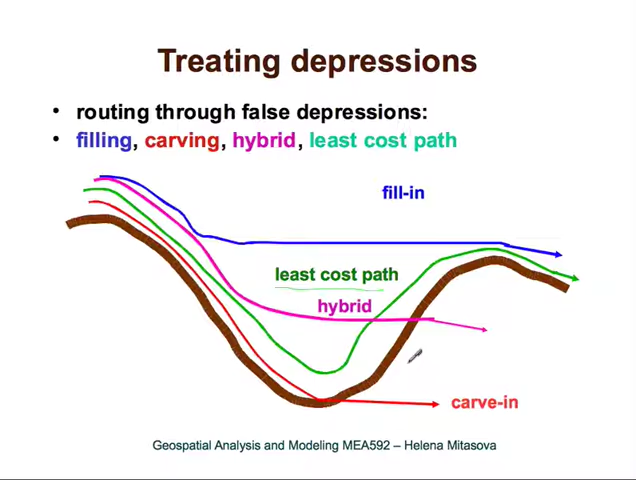 Treating depressions
• routing through false depressions:
• filling, carving, hybrid, least cost path
fill-in
least cost path
hybrid
carve-in
Geospatial Analysis and Modeling MEA592 – Helena Mitasova